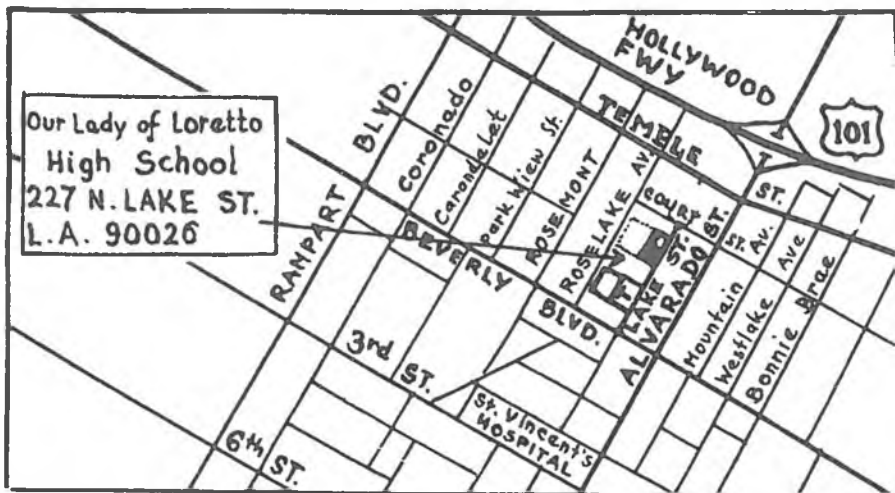 Our Lady of Loretto
High School
227 N. LAKE ST.
L.A. 90026
HOLLYWOOD
FWY
101
RAMPART BLVD.
Coronado
Carondelet
Park View St.
ROSEMONT
ROSELAKE AV.
TEMELE
ST.
COURT
ST.
LAKE ST.
ALVARADO ST.
Mountain
AV.
Westlake
Ave
Bonnie Brae
BEVERLY
BLVD.
3rd
ST.
St. Vincent's
HOSPITAL
6th
ST.